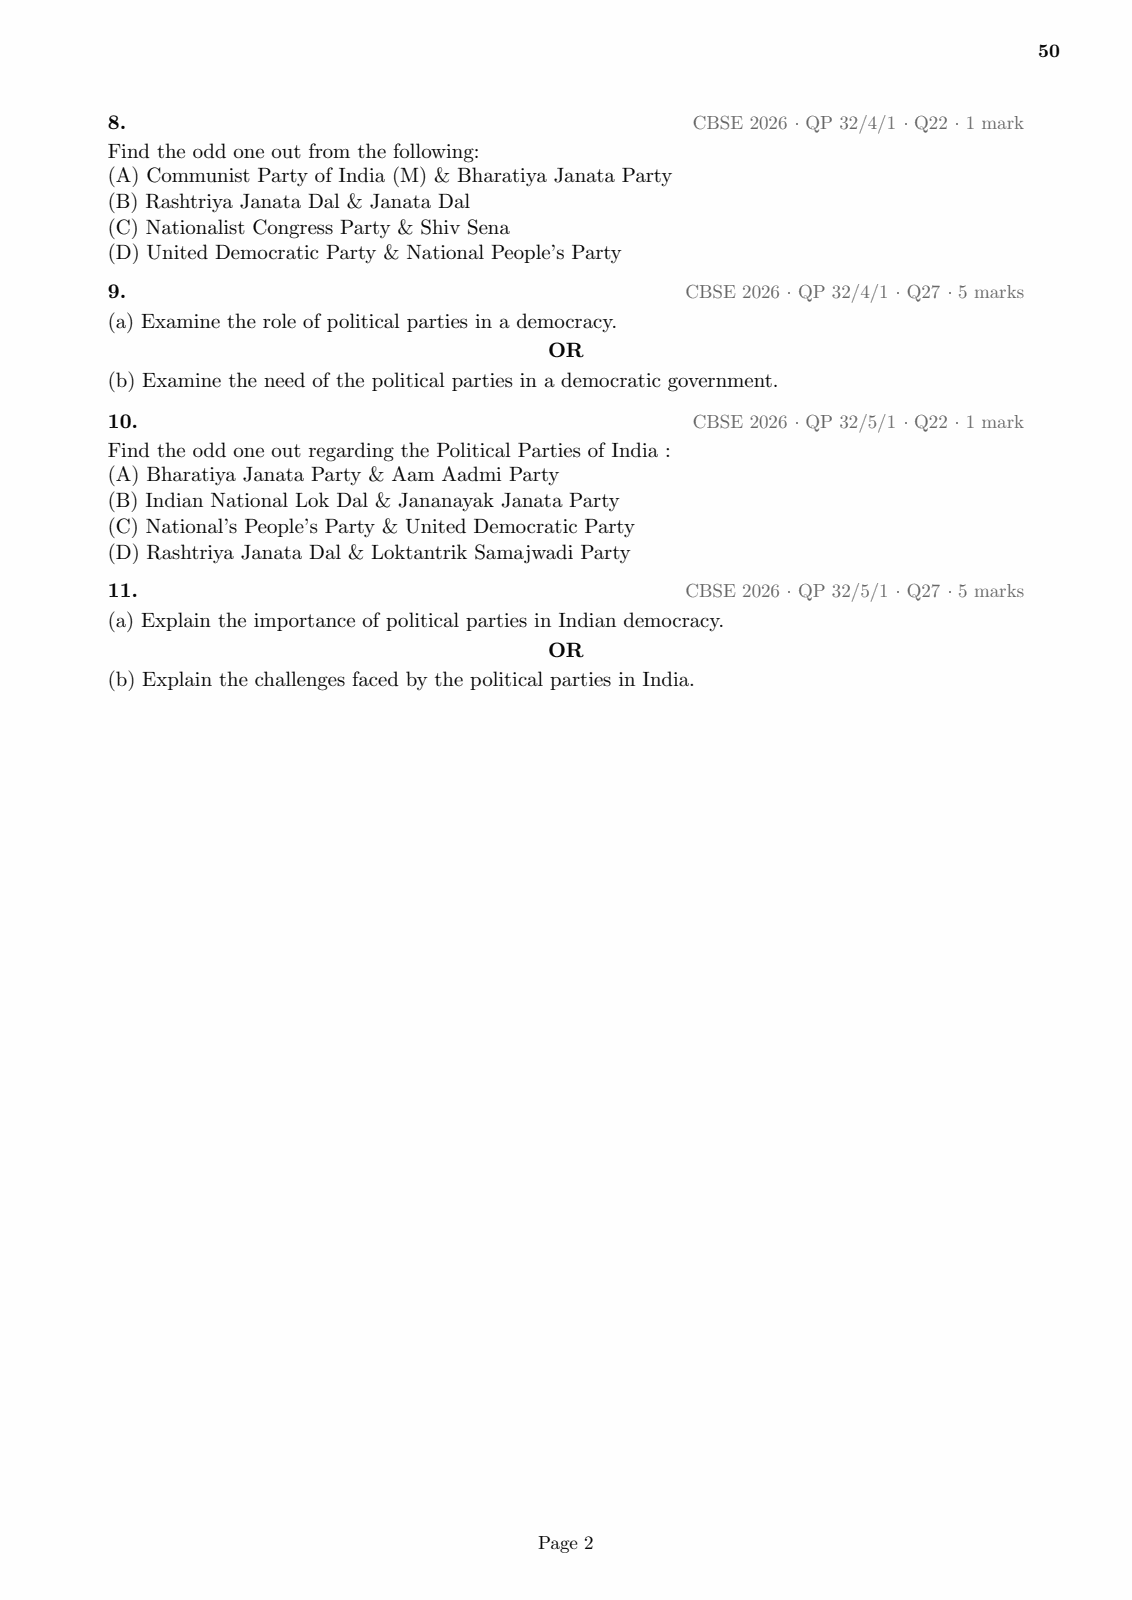 50
8. CBSE 2026 · QP 32/4/1 · Q22 · 1 mark
Find the odd one out from the following:
(A) Communist Party of India (M) & Bharatiya Janata Party
(B) Rashtriya Janata Dal & Janata Dal
(C) Nationalist Congress Party & Shiv Sena
(D) United Democratic Party & National People's Party
9. CBSE 2026 · QP 32/4/1 · Q27 · 5 marks
(a) Examine the role of political parties in a democracy.
OR
(b) Examine the need of the political parties in a democratic government.
10. CBSE 2026 · QP 32/5/1 · Q22 · 1 mark
Find the odd one out regarding the Political Parties of India :
(A) Bharatiya Janata Party & Aam Aadmi Party
(B) Indian National Lok Dal & Jananayak Janata Party
(C) National's People's Party & United Democratic Party
(D) Rashtriya Janata Dal & Loktantrik Samajwadi Party
11. CBSE 2026 · QP 32/5/1 · Q27 · 5 marks
(a) Explain the importance of political parties in Indian democracy.
OR
(b) Explain the challenges faced by the political parties in India.
Page 2